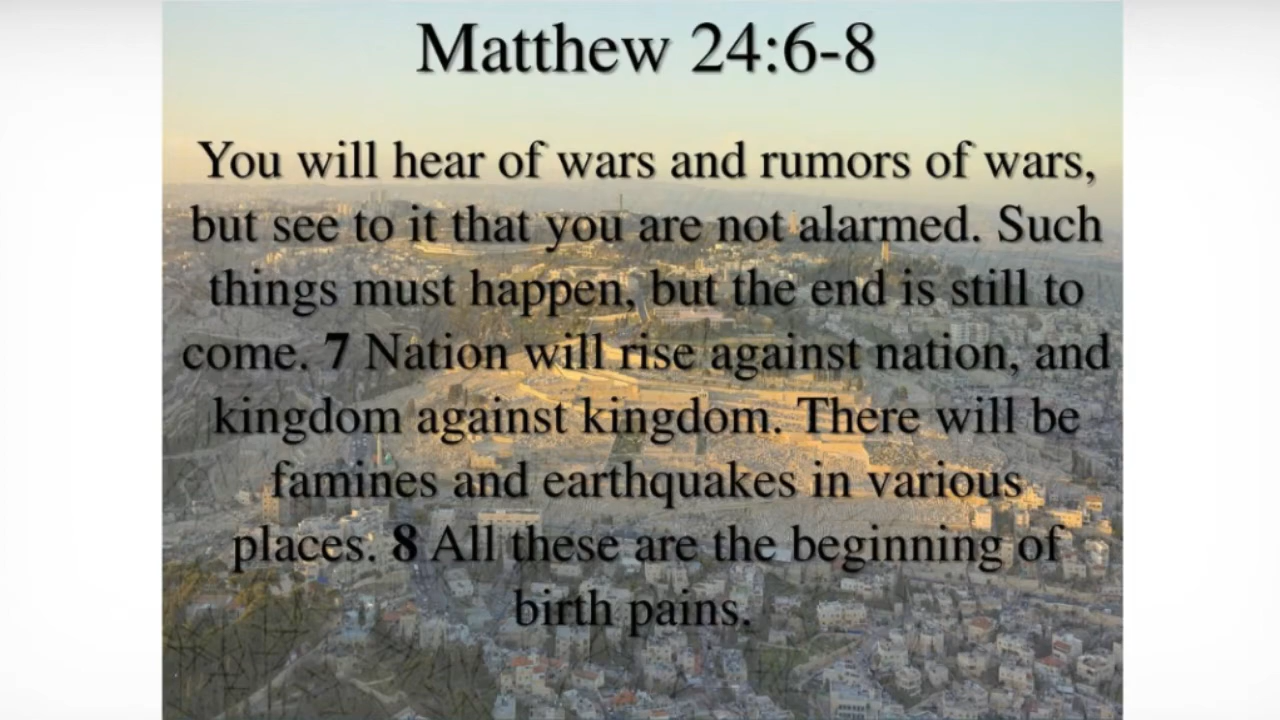 Matthew 24:6-8
You will hear of wars and rumors of wars,
but see to it that you are not alarmed. Such
things must happen, but the end is still to
come. 7 Nation will rise against nation, and
kingdom against kingdom. There will be
famines and earthquakes in various
places. 8 All these are the beginning of
birth pains.